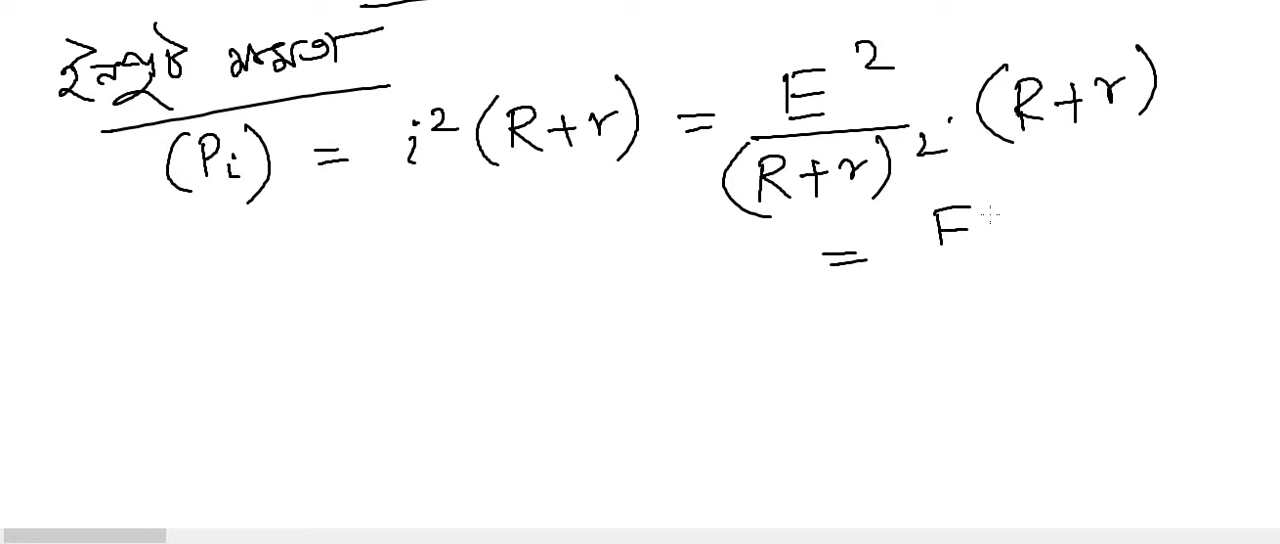 ইনপুট ক্ষমতা
(Pi) = i²(R+r) = E²/(R+r)² · (R+r)
= E